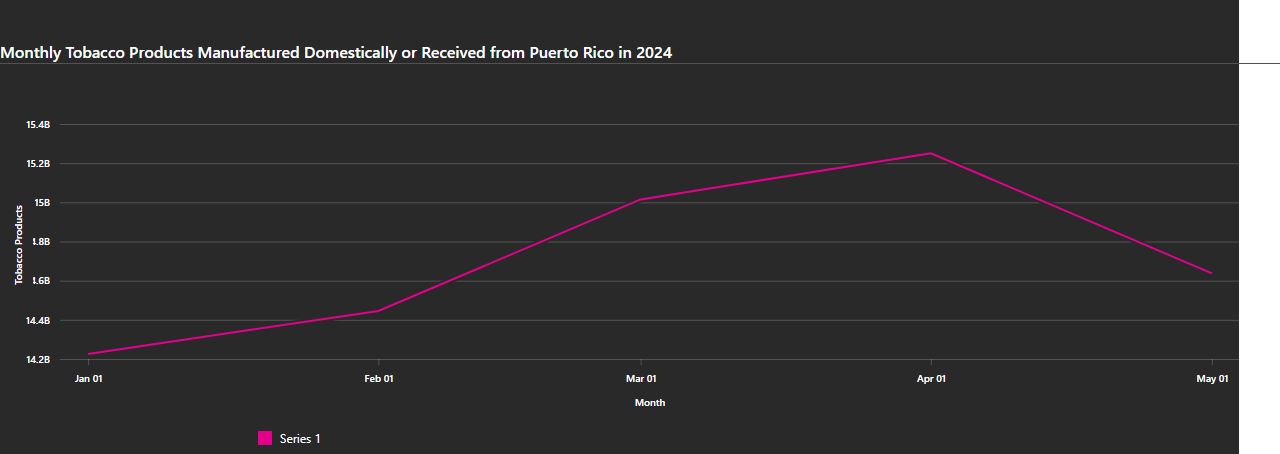 Monthly Tobacco Products Manufactured Domestically or Received from Puerto Rico in 2024
15.4B
15.2B
15B
1.8B
1.6B
14.4B
14.2B
Tobacco Products
Jan 01
Feb 01
Mar 01
Apr 01
May 01
Month
Series 1